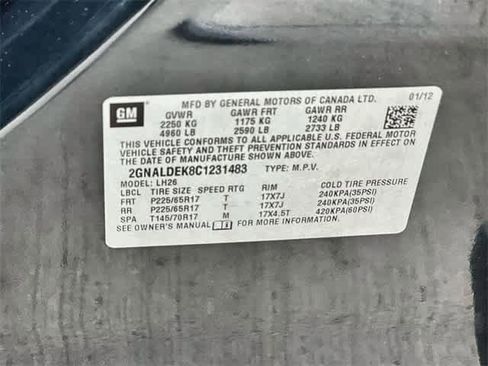 01/12
GM
MFD BY GENERAL MOTORS OF CANADA LTD.
GVWR GAWR FRT GAWR RR
2250 KG 1175 KG 1240 KG
4960 LB 2590 LB 2733 LB
THIS VEHICLE CONFORMS TO ALL APPLICABLE U.S. FEDERAL MOTOR
VEHICLE SAFETY AND THEFT PREVENTION STANDARDS IN EFFECT ON THE
DATE OF MANUFACTURE SHOWN ABOVE.
2GNALDEK8C1231483 TYPE: M.P.V.
MODEL: LH26
LBCL TIRE SIZE SPEED RTG RIM COLD TIRE PRESSURE
FRT P225/65R17 T 17X7J 240KPA(35PSI)
RR P225/65R17 T 17X7J 240KPA(35PSI)
SPA T145/70R17 M 17X4.5T 420KPA(60PSI)
SEE OWNER'S MANUAL FOR MORE INFORMATION.